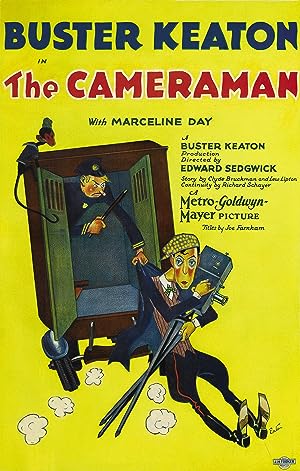 BUSTER KEATON
IN
The CAMERAMAN
With MARCELINE DAY
A
BUSTER KEATON
Production
Directed by
EDWARD SEDGWICK
Story by Clyde Bruckman and Lew Lipton
Continuity by Richard Schayer
A
Metro-Goldwyn-
Mayer PICTURE
Titles by Joe Farnham